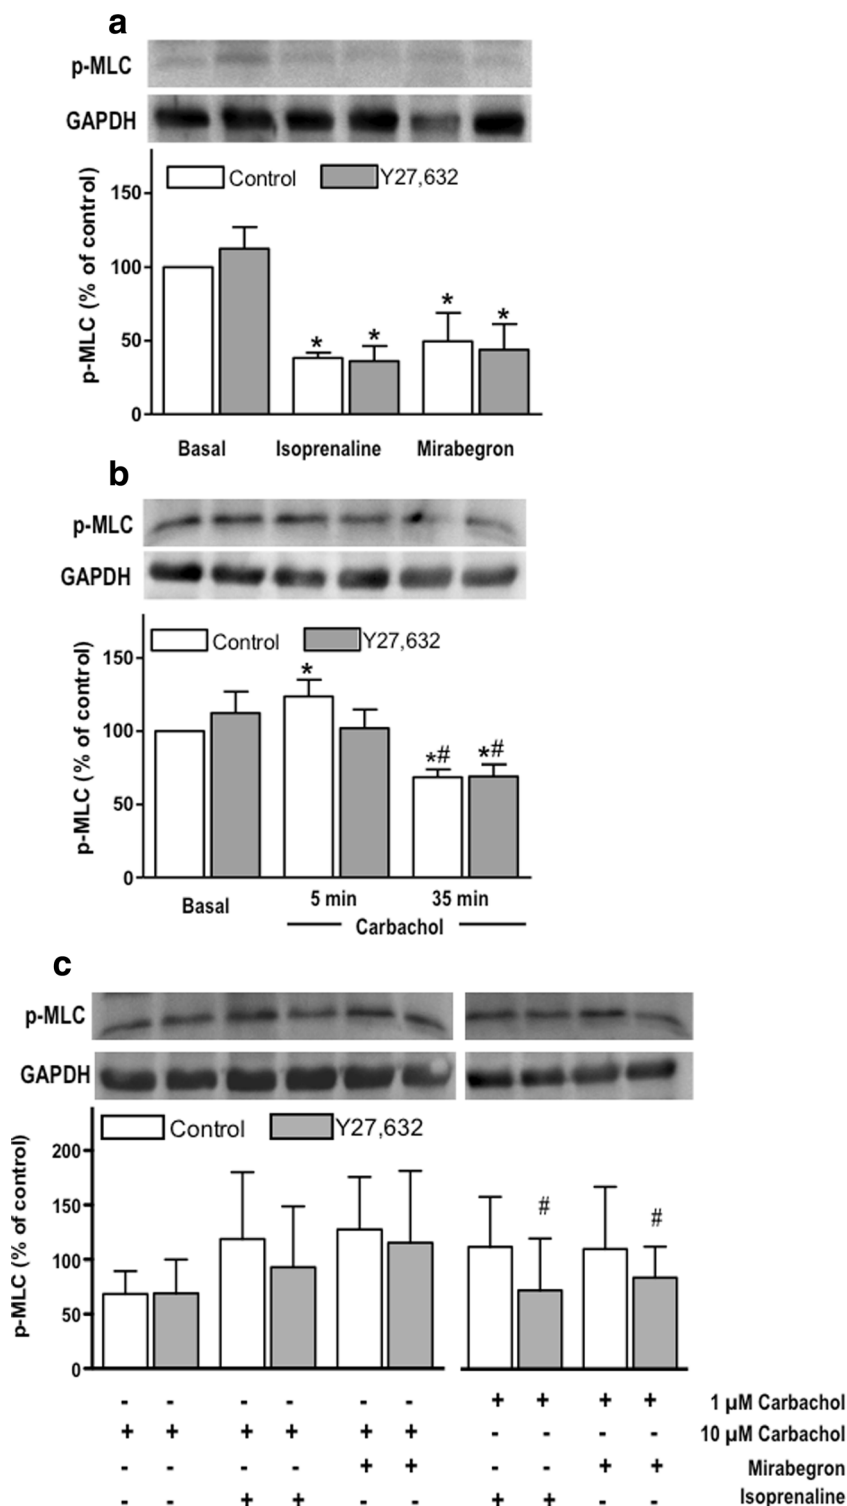 a
p-MLC
GAPDH
Control Y27,632
p-MLC (% of control)
150
100
50
0
* * * *
Basal Isoprenaline Mirabegron
b
p-MLC
GAPDH
Control Y27,632
p-MLC (% of control)
150
100
50
0
* *# *#
Basal 5 min 35 min
Carbachol
c
p-MLC
GAPDH
Control Y27,632
p-MLC (% of control)
200
150
100
50
0
# #
- - - - - - + + + + 1 µM Carbachol
+ + + + + + - - - - 10 µM Carbachol
- - - - + + - - + + Mirabegron
- - + + - - + + - - Isoprenaline